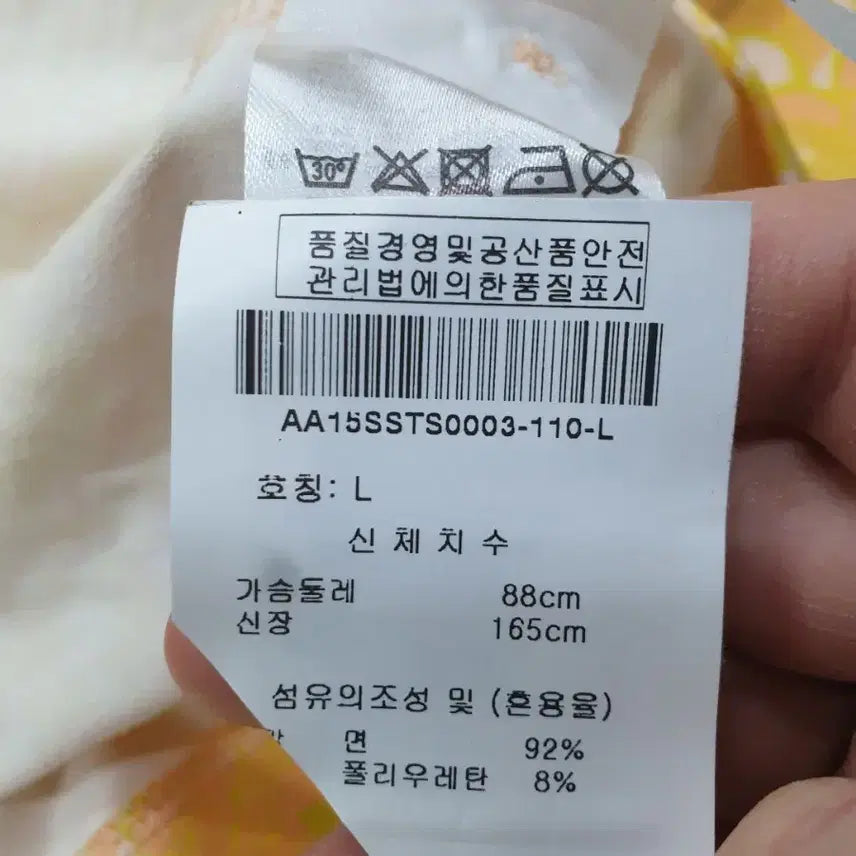 30°
품질경영및공산품안전
관리법에의한품질표시
AA15SSTS0003-110-L
호칭: L
신체치수
가슴둘레 88cm
신장 165cm
섬유의조성 및 (혼용율)
면 92%
폴리우레탄 8%